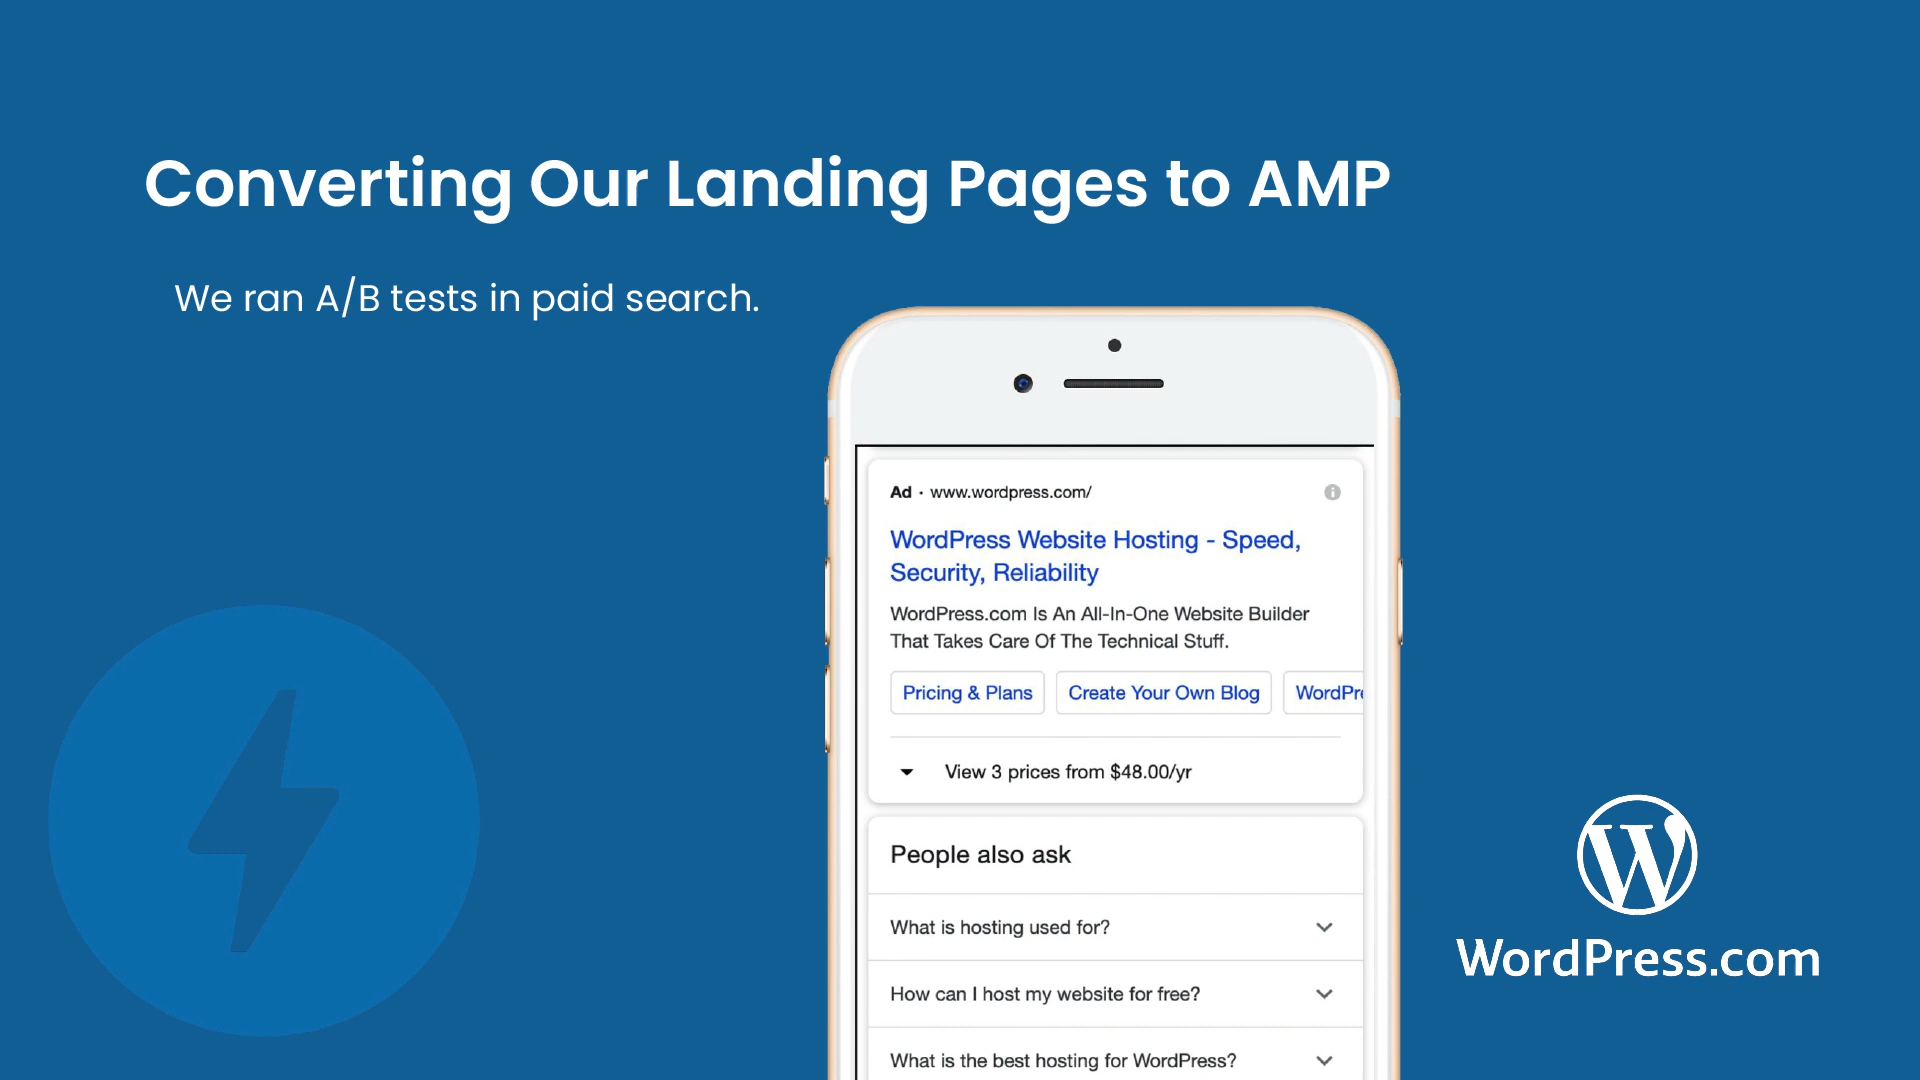 Converting Our Landing Pages to AMP
We ran A/B tests in paid search.
Ad · www.wordpress.com/
WordPress Website Hosting - Speed,
Security, Reliability
WordPress.com Is An All-In-One Website Builder
That Takes Care Of The Technical Stuff.
Pricing & Plans Create Your Own Blog WordPre
View 3 prices from $48.00/yr
People also ask
What is hosting used for?
How can I host my website for free?
What is the best hosting for WordPress?
WordPress.com